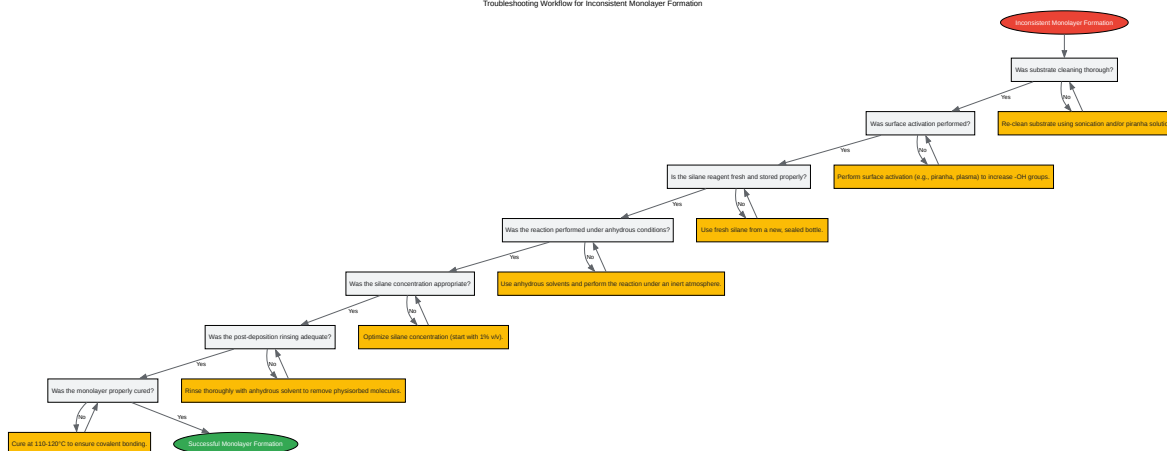 Troubleshooting Workflow for Inconsistent Monolayer Formation
Inconsistent Monolayer Formation
Was substrate cleaning thorough?
Yes
No
Was surface activation performed?
Re-clean substrate using sonication and/or piranha
Yes
No
Is the silane reagent fresh and stored properly?
Perform surface activation (e.g., piranha, plasma) to increase -OH groups.
Yes
No
Was the reaction performed under anhydrous conditions?
Use fresh silane from a new, sealed bottle.
Yes
No
Was the silane concentration appropriate?
Use anhydrous solvents and perform the reaction under an inert atmosphere.
Yes
No
Was the post-deposition rinsing adequate?
Optimize silane concentration (start with 1% v/v).
Yes
No
Was the monolayer properly cured?
Rinse thoroughly with anhydrous solvent to remove physisorbed molecules.
No
Yes
Cure at 110-120°C to ensure covalent bonding.
Successful Monolayer Formation